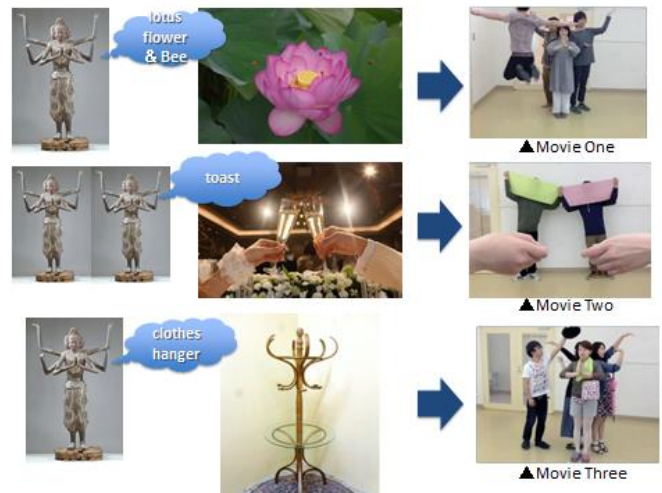 lotus
flower
& Bee
▲Movie One
toast
▲Movie Two
clothes
hanger
▲Movie Three